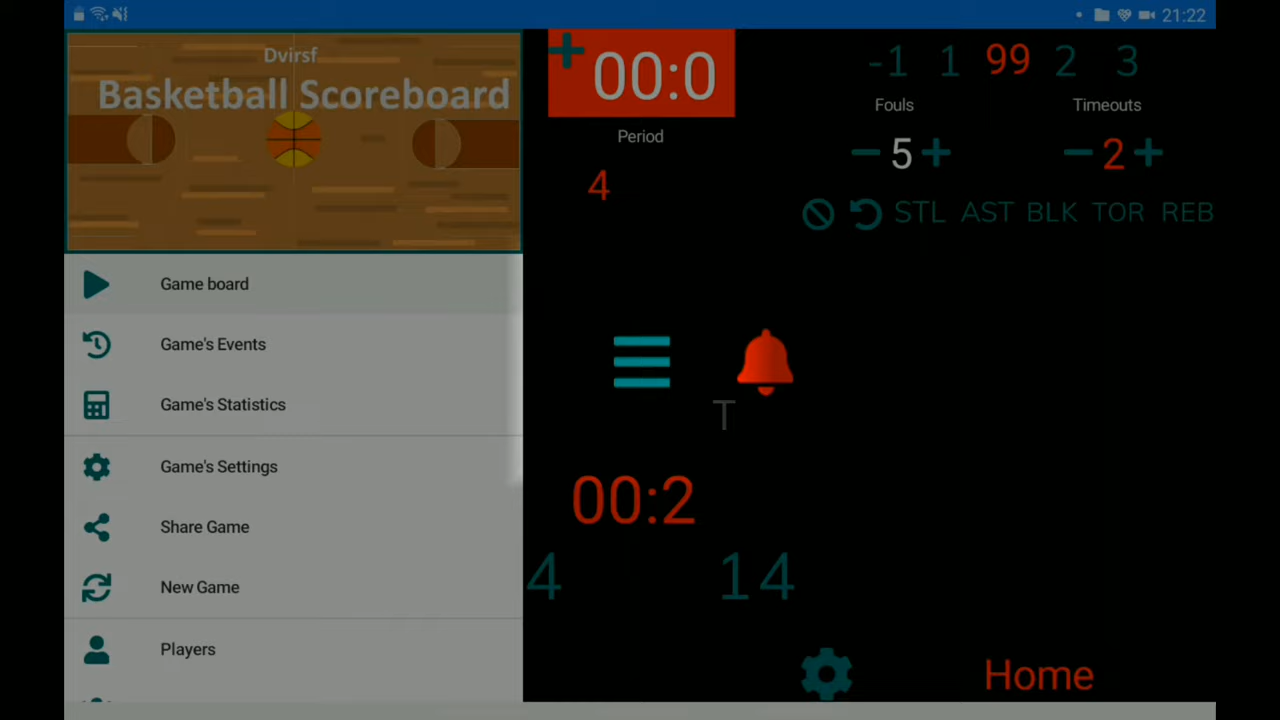 21:22
Dvirsf
Basketball Scoreboard
Game board
Game's Events
Game's Statistics
Game's Settings
Share Game
New Game
Players
00:0
Period
4
-1 1 99 2 3
Fouls Timeouts
5 2
STL AST BLK TOR REB
T
00:2
4 14
Home